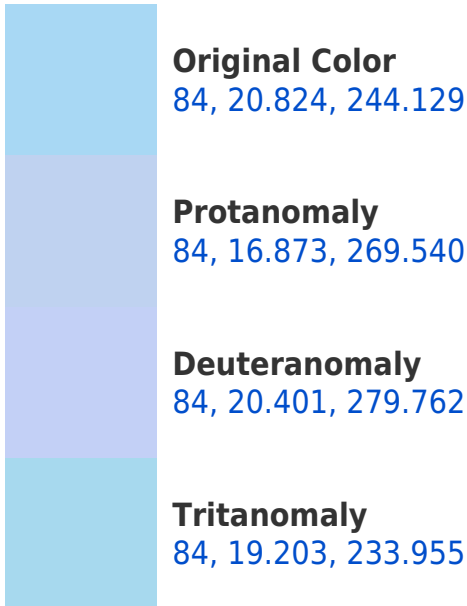 Original Color
84, 20.824, 244.129
Protanomaly
84, 16.873, 269.540
Deuteranomaly
84, 20.401, 279.762
Tritanomaly
84, 19.203, 233.955